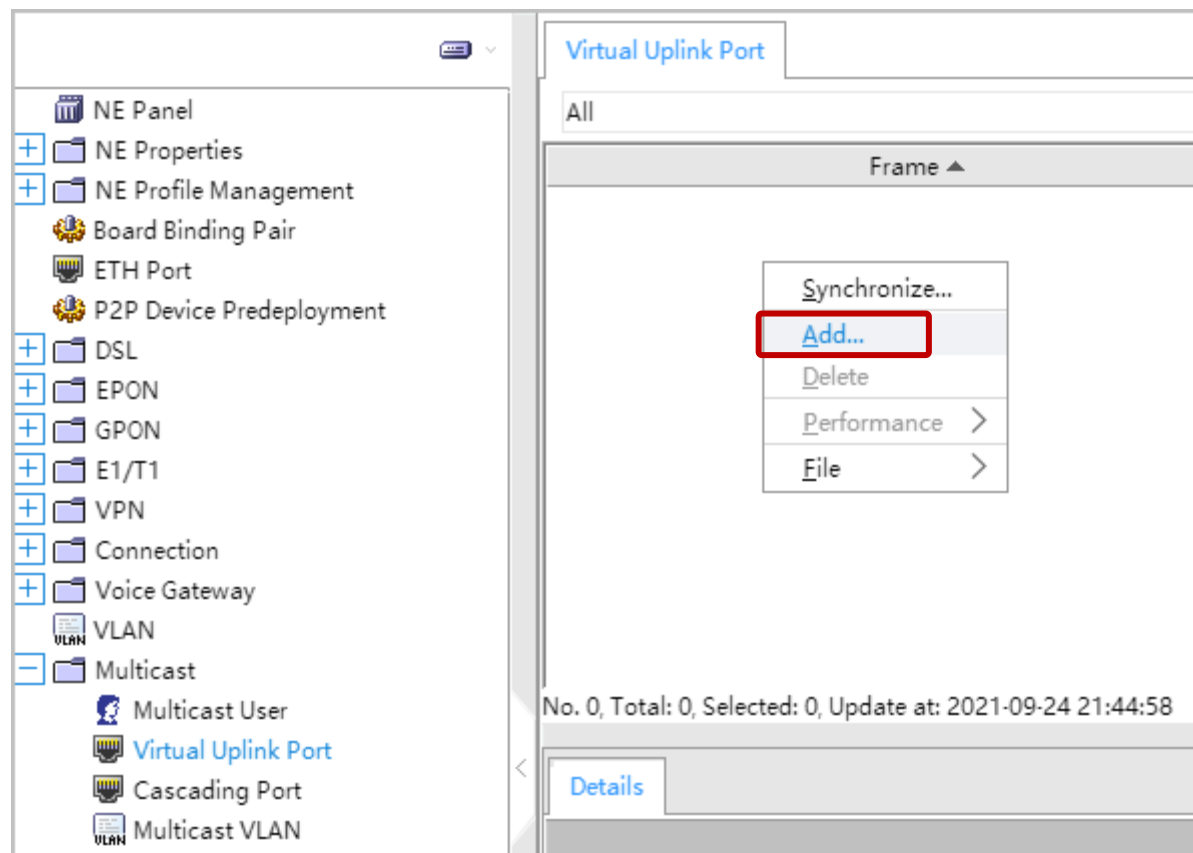 NE Panel
NE Properties
NE Profile Management
Board Binding Pair
ETH Port
P2P Device Predeployment
DSL
EPON
GPON
E1/T1
VPN
Connection
Voice Gateway
VLAN
VLAN
Multicast
Multicast User
Virtual Uplink Port
Cascading Port
VLAN
Multicast VLAN
Virtual Uplink Port
All
Frame
Synchronize...
Add...
Delete
Performance
File
No. 0, Total: 0, Selected: 0, Update at: 2021-09-24 21:44:58
Details